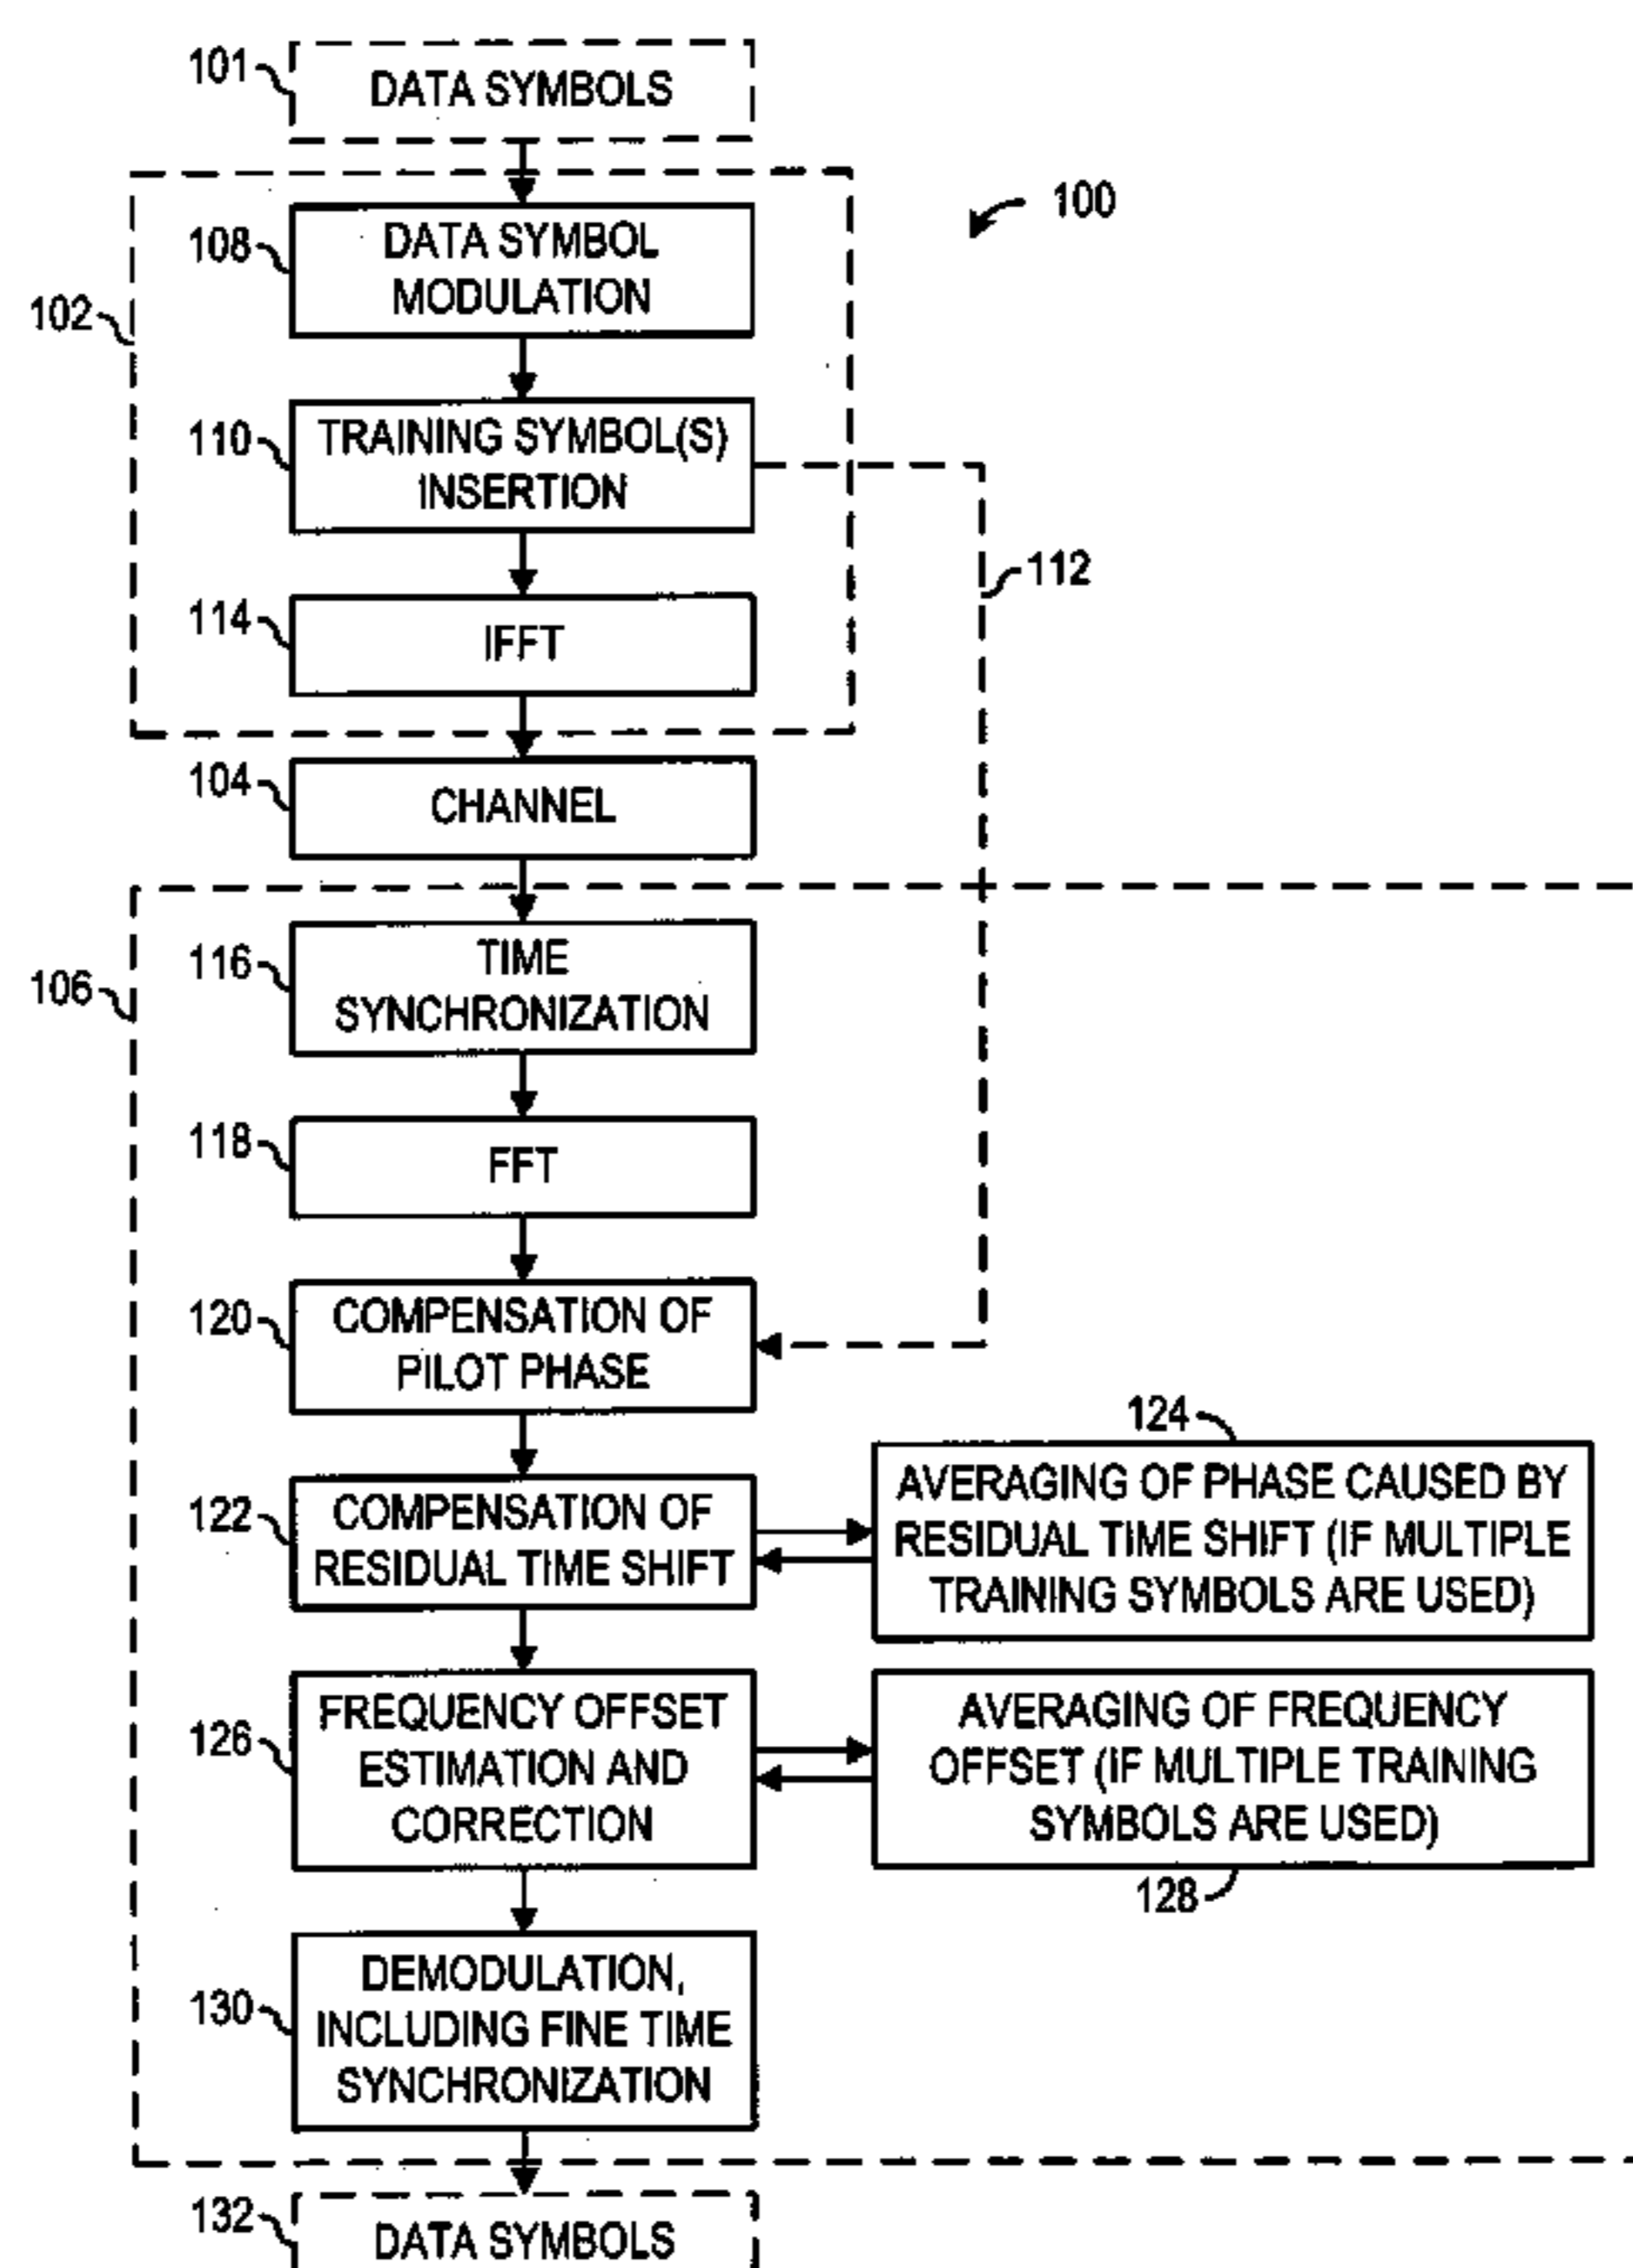 101
DATA SYMBOLS
100
108
DATA SYMBOL
MODULATION
102
110
TRAINING SYMBOL(S)
INSERTION
112
114
IFFT
104
CHANNEL
116
TIME
SYNCHRONIZATION
106
118
FFT
120
COMPENSATION OF
PILOT PHASE
124
122
COMPENSATION OF
RESIDUAL TIME SHIFT
AVERAGING OF PHASE CAUSED BY
RESIDUAL TIME SHIFT (IF MULTIPLE
TRAINING SYMBOLS ARE USED)
126
FREQUENCY OFFSET
ESTIMATION AND
CORRECTION
AVERAGING OF FREQUENCY
OFFSET (IF MULTIPLE TRAINING
SYMBOLS ARE USED)
128
130
DEMODULATION,
INCLUDING FINE TIME
SYNCHRONIZATION
132
DATA SYMBOLS